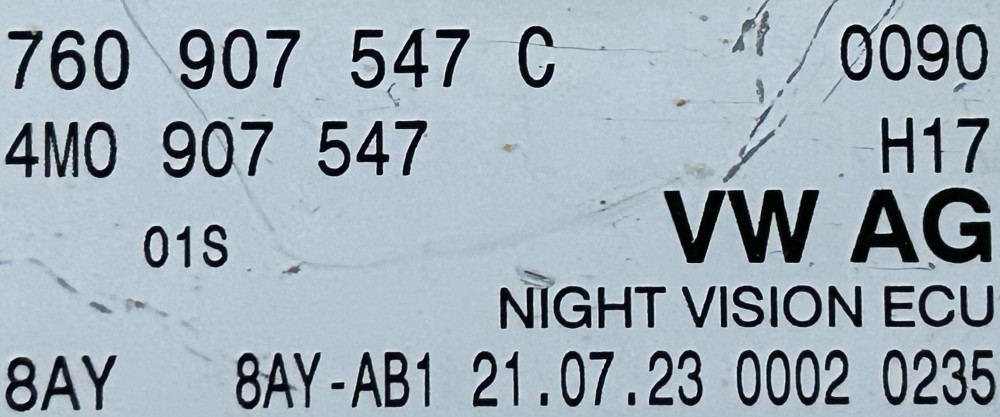 760 907 547 C 0090
4M0 907 547 H17
VW AG
01S
NIGHT VISION ECU
8AY 8AY-AB1 21.07.23 0002 0235